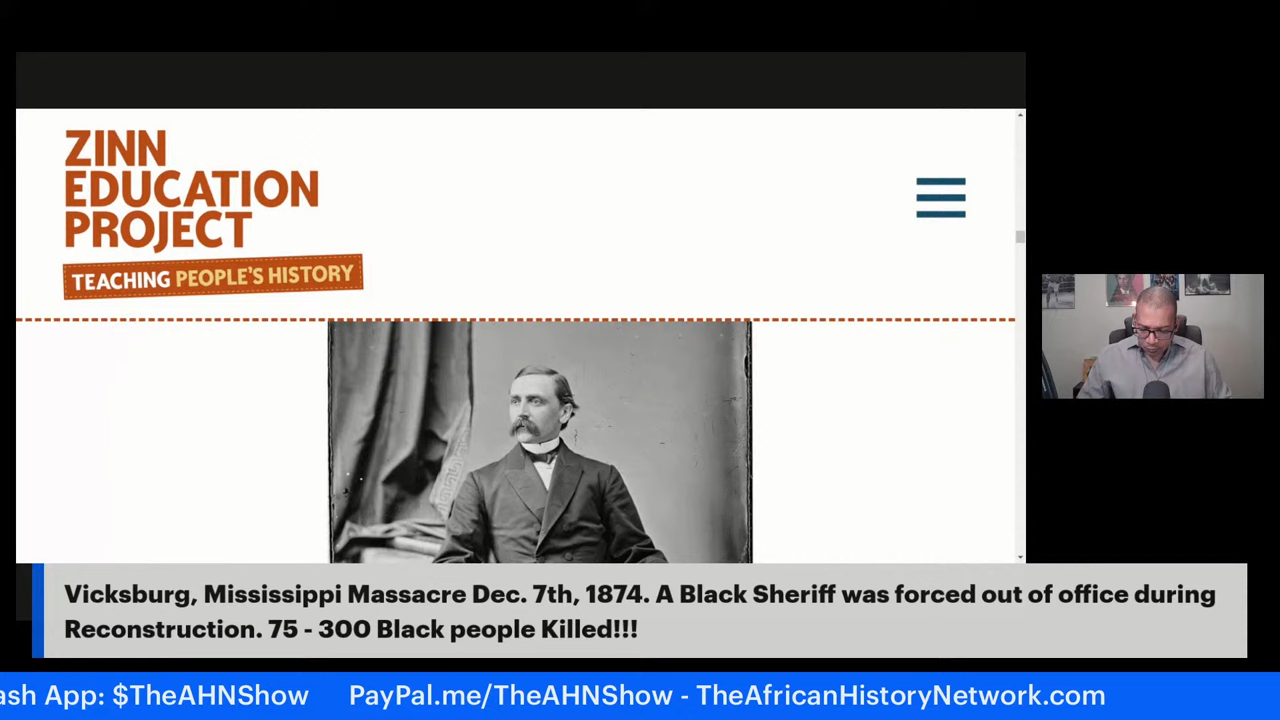 ZINN
EDUCATION
PROJECT
TEACHING PEOPLE'S HISTORY
Vicksburg, Mississippi Massacre Dec. 7th, 1874. A Black Sheriff was forced out of office during
Reconstruction. 75 - 300 Black people Killed!!!
ash App: $TheAHNShow PayPal.me/TheAHNShow - TheAfricanHistoryNetwork.com